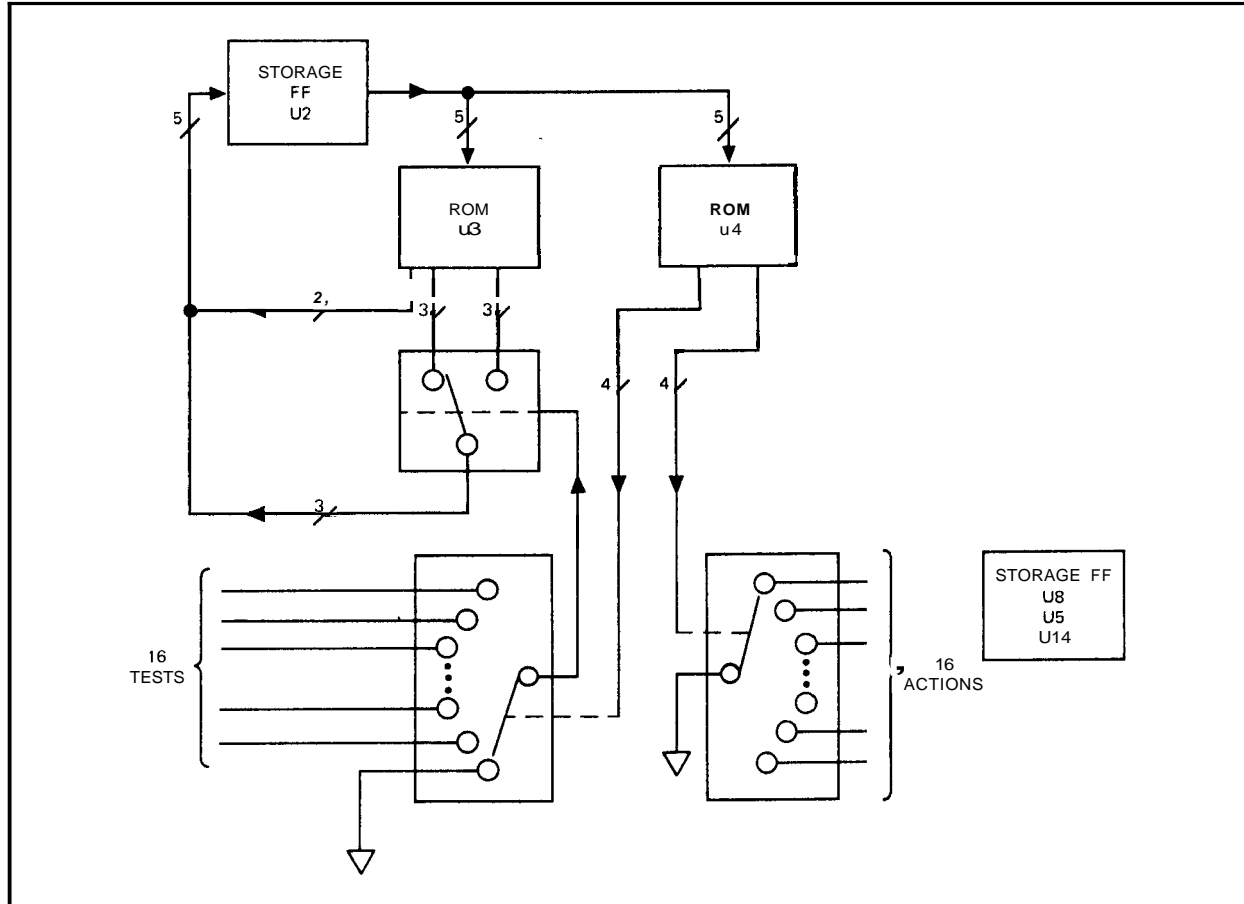 STORAGE
FF
U2
5
5
5
ROM
u3
ROM
u4
2,
3
3
4
4
3
16
TESTS
,
16
ACTIONS
STORAGE FF
U8
U5
U14